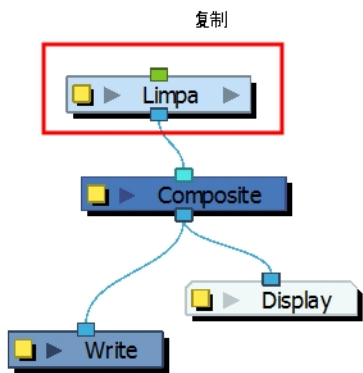 复制
Limpa
Composite
Display
Write